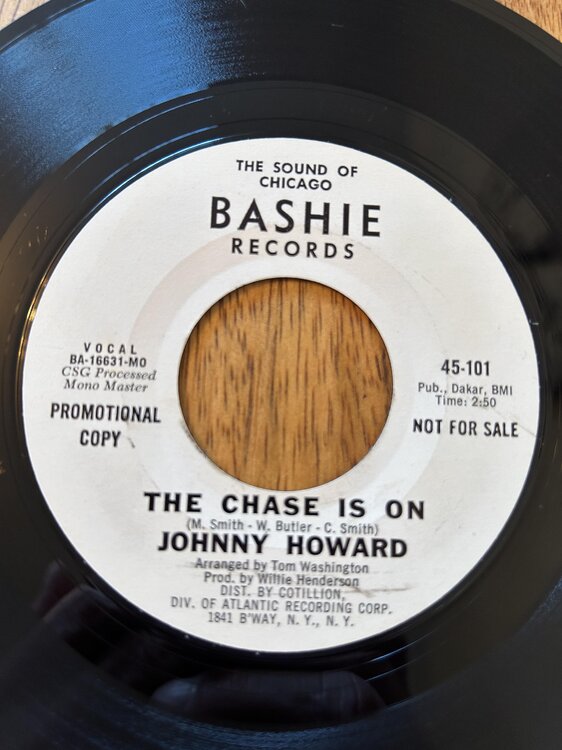 THE SOUND OF
CHICAGO
BASHIE
RECORDS
VOCAL
BA-16631-MO
CSG Processed
Mono Master
PROMOTIONAL
COPY
45-101
Pub., Dakar, BMI
Time: 2:50
NOT FOR SALE
THE CHASE IS ON
(M. Smith - W. Butler - C. Smith)
JOHNNY HOWARD
Arranged by Tom Washington
Prod. by Willie Henderson
DIST. BY COTILLION,
DIV. OF ATLANTIC RECORDING CORP.
1841 B'WAY, N. Y., N. Y.